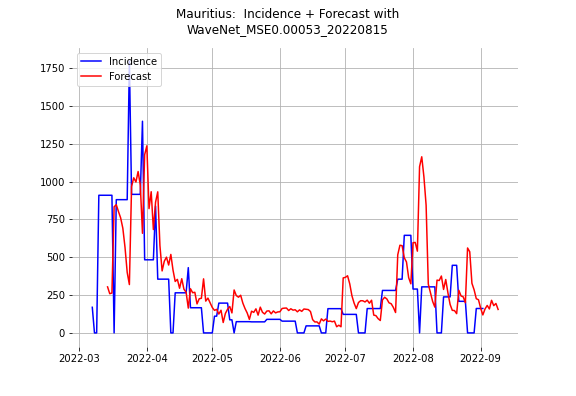 Mauritius:  Incidence + Forecast with
WaveNet_MSE0.00053_20220815
Incidence
Forecast
1750
1500
1250
1000
750
500
250
0
2022-03 2022-04 2022-05 2022-06 2022-07 2022-08 2022-09